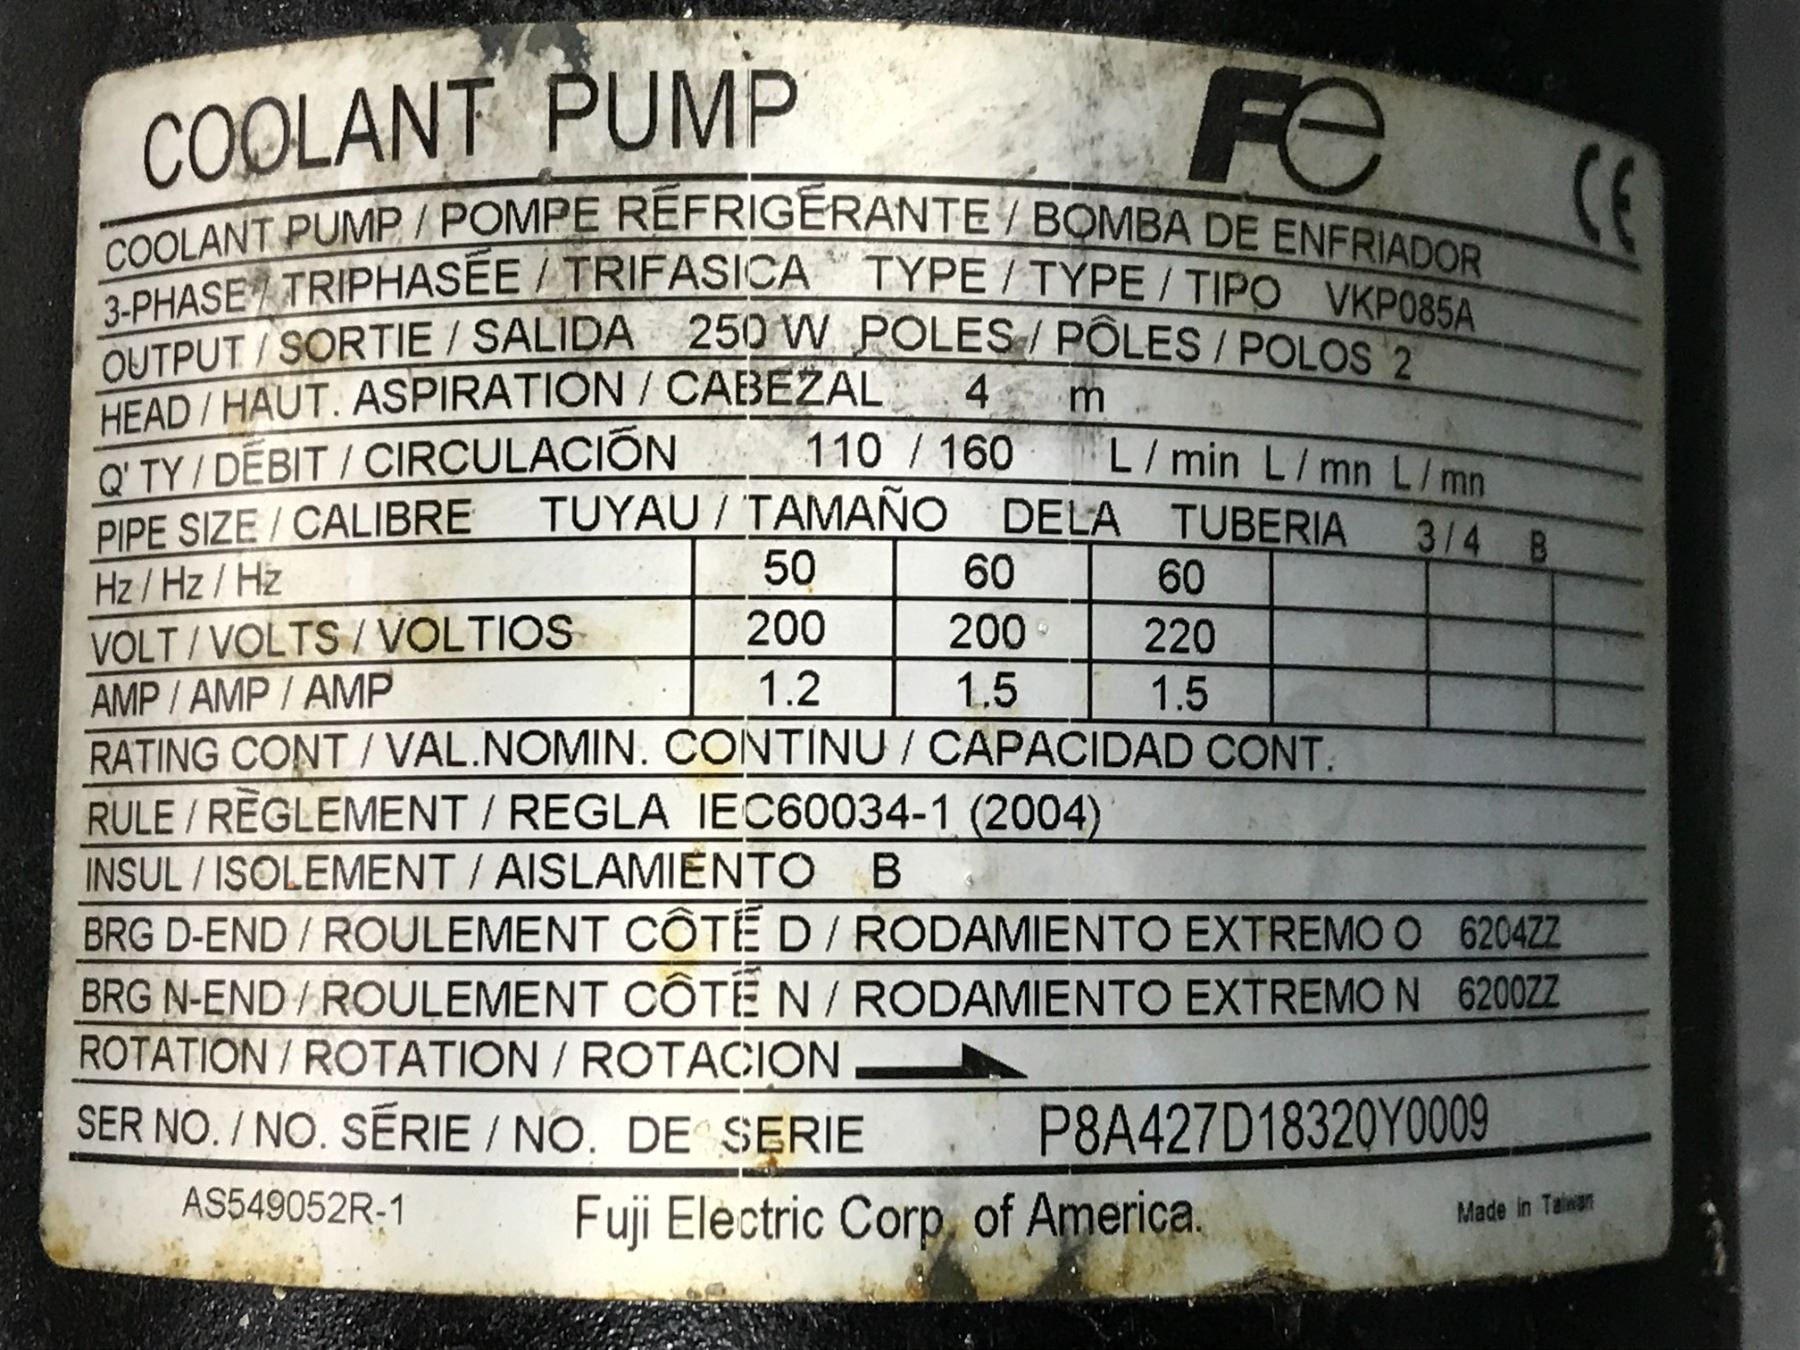 COOLANT PUMP Fe CE
COOLANT PUMP / POMPE RÉFRIGÉRANTE / BOMBA DE ENFRIADOR
3-PHASE / TRIPHASÉE / TRIFASICA TYPE / TYPE / TIPO VKP085A
OUTPUT / SORTIE / SALIDA 250 W POLES / PÔLES / POLOS 2
HEAD / HAUT. ASPIRATION / CABEZAL 4 m
Q' TY / DÉBIT / CIRCULACIÓN 110 / 160 L / min L / mn L / mn
PIPE SIZE / CALIBRE TUYAU / TAMAÑO DELA TUBERIA 3 / 4 B
Hz / Hz / Hz 50 60 60
VOLT / VOLTS / VOLTIOS 200 200 220
AMP / AMP / AMP 1.2 1.5 1.5
RATING CONT / VAL.NOMIN. CONTINU / CAPACIDAD CONT.
RULE / RÈGLEMENT / REGLA IEC60034-1 (2004)
INSUL / ISOLEMENT / AISLAMIENTO B
BRG D-END / ROULEMENT CÔTÉ D / RODAMIENTO EXTREMO O 6204ZZ
BRG N-END / ROULEMENT CÔTÉ N / RODAMIENTO EXTREMO N 6200ZZ
ROTATION / ROTATION / ROTACION
SER NO. / NO. SÉRIE / NO. DE SERIE P8A427D18320Y0009
AS549052R-1 Fuji Electric Corp. of America. Made in Taiwan